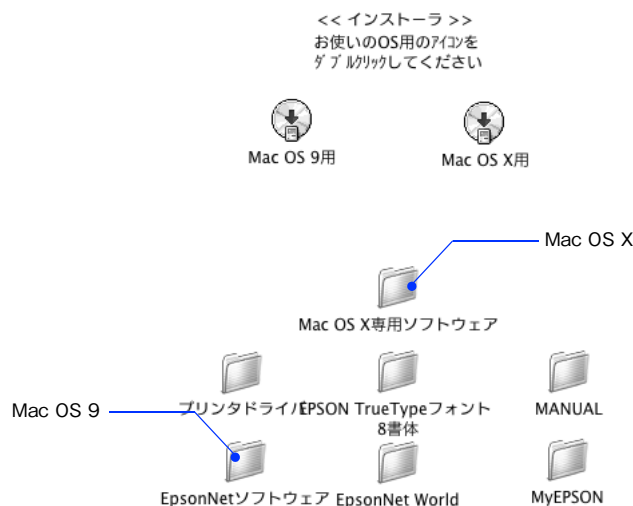 << インストーラ >>
お使いのOS用のｱｲｺﾝを
ﾀﾞﾌﾞﾙｸﾘｯｸしてください
Mac OS 9用
Mac OS X用
Mac OS X
Mac OS X専用ソフトウェア
Mac OS 9
プリンタドライバ
EPSON TrueTypeフォント
8書体
MANUAL
EpsonNetソフトウェア
EpsonNet World
MyEPSON